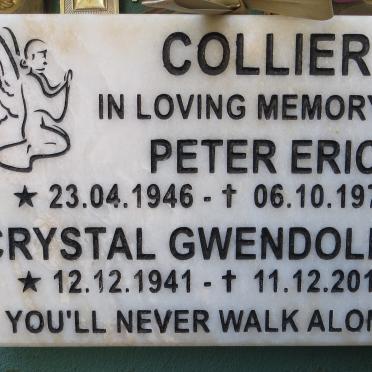 COLLIER
IN LOVING MEMORY
PETER ERIC
★ 23.04.1946 - † 06.10.197
CRYSTAL GWENDOL
★ 12.12.1941 - † 11.12.201
YOU'LL NEVER WALK ALON